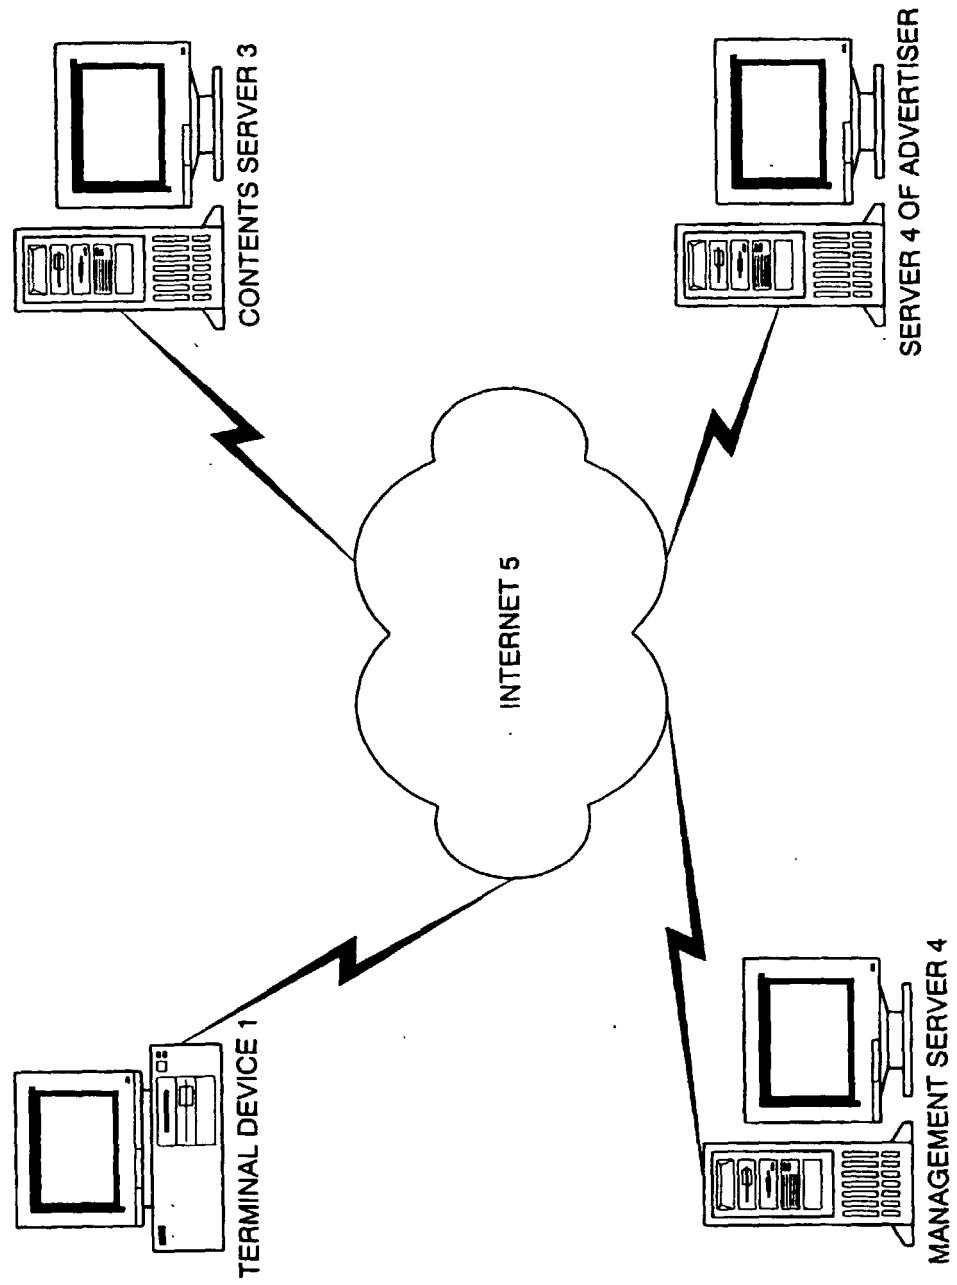 TERMINAL DEVICE 1
CONTENTS SERVER 3
INTERNET 5
MANAGEMENT SERVER 4
SERVER 4 OF ADVERTISER